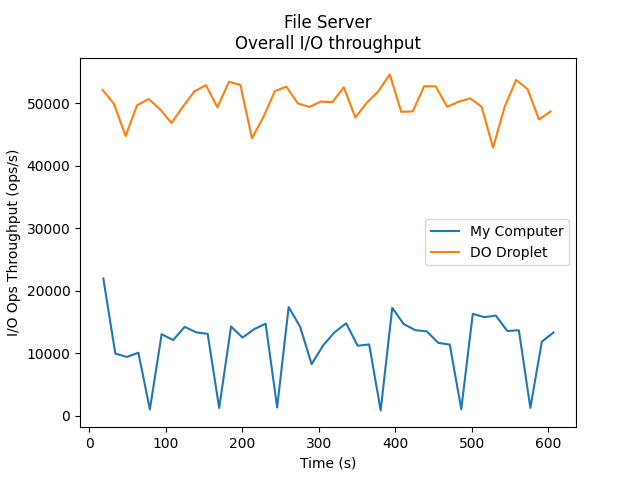 File Server
Overall I/O throughput
I/O Ops Throughput (ops/s)
50000
40000
30000
20000
10000
0
My Computer
DO Droplet
0 100 200 300 400 500 600
Time (s)